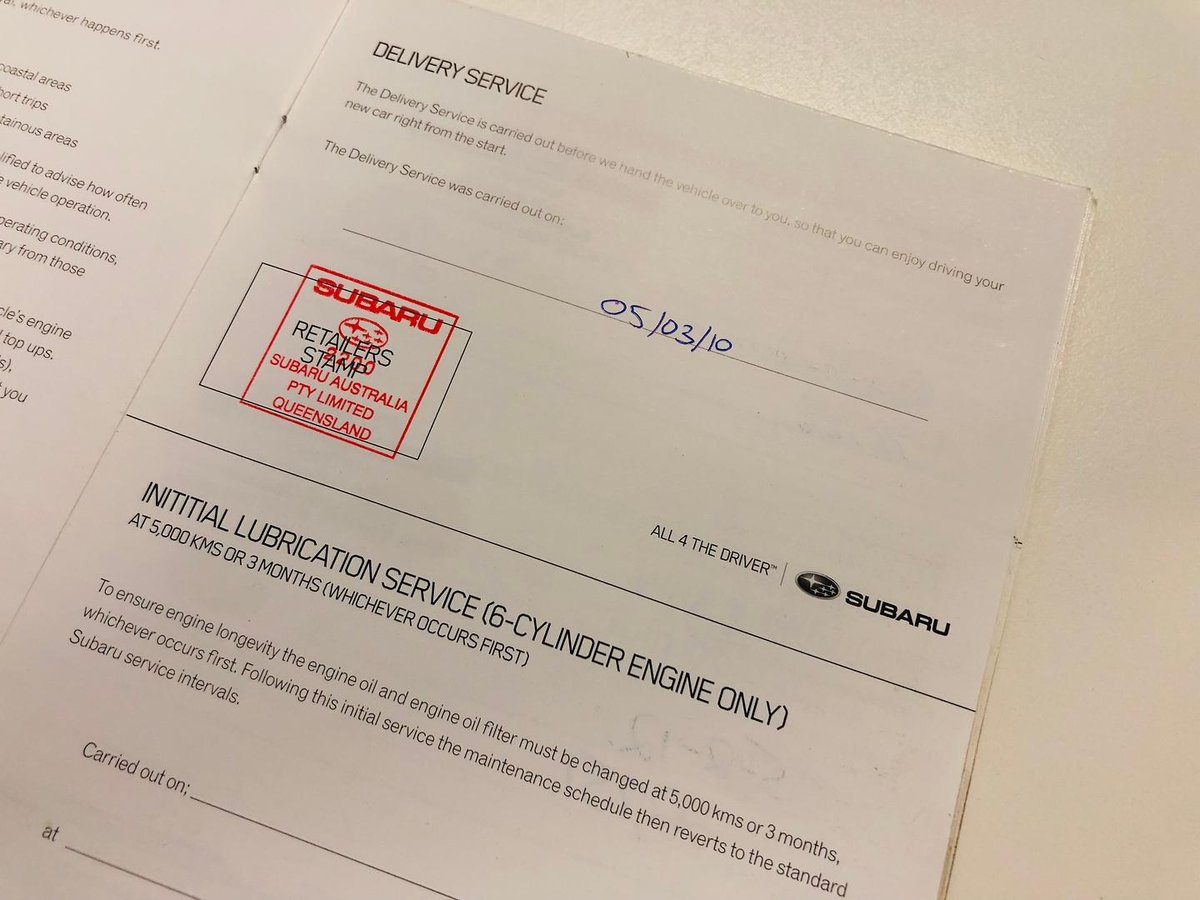 al, whichever happens first.
coastal areas
hort trips
tainous areas
lified to advise how often
e vehicle operation.
perating conditions,
ary from those
cle's engine
l top ups.
s),
t you
DELIVERY SERVICE
The Delivery Service is carried out before we hand the vehicle over to you, so that you can enjoy driving your
new car right from the start.
The Delivery Service was carried out on:
05/03/10
SUBARU
RETAILERS
STAMP
SUBARU AUSTRALIA
PTY LIMITED
QUEENSLAND
ALL 4 THE DRIVER™
SUBARU
INITITIAL LUBRICATION SERVICE (6-CYLINDER ENGINE ONLY)
AT 5,000 KMS OR 3 MONTHS (WHICHEVER OCCURS FIRST)
To ensure engine longevity the engine oil and engine oil filter must be changed at 5,000 kms or 3 months,
whichever occurs first. Following this initial service the maintenance schedule then reverts to the standard
Subaru service intervals.
Carried out on;
at